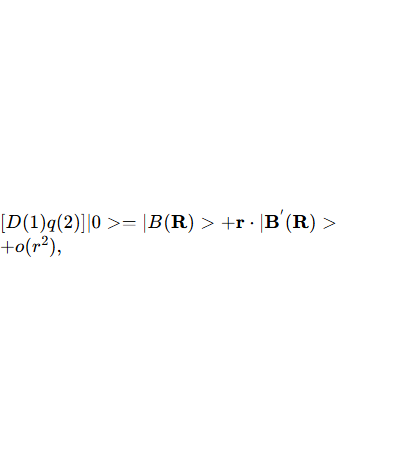 [D(1)q(2)]|0 >= |B(𝐑) > +𝐫 · |𝐁′(𝐑) >
+o(r²),